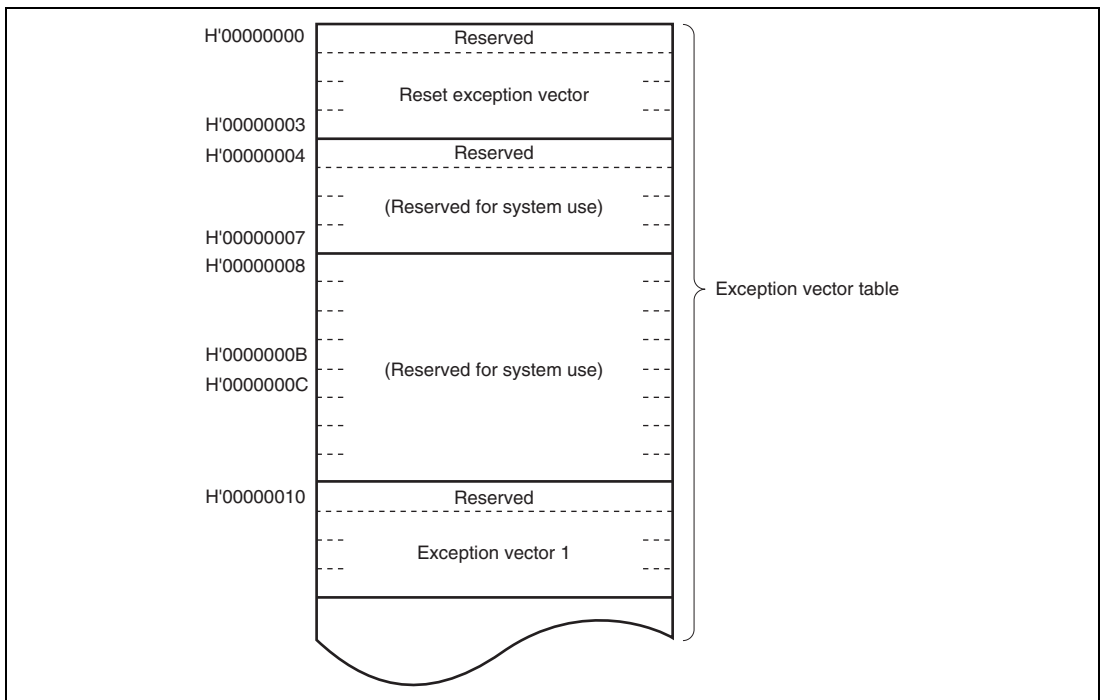 H'00000000 Reserved
Reset exception vector
H'00000003
H'00000004 Reserved
(Reserved for system use)
H'00000007
H'00000008
Exception vector table
H'0000000B
(Reserved for system use)
H'0000000C
H'00000010 Reserved
Exception vector 1